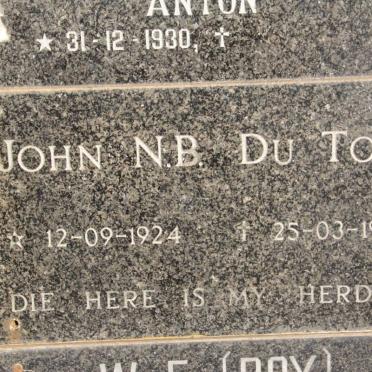 ANTON
★ 31-12-1930, ✝
JOHN N.B. DU TO
☆ 12-09-1924 ✝ 25-03-19
DIE HERE IS MY HERD
W.E. (ROY)